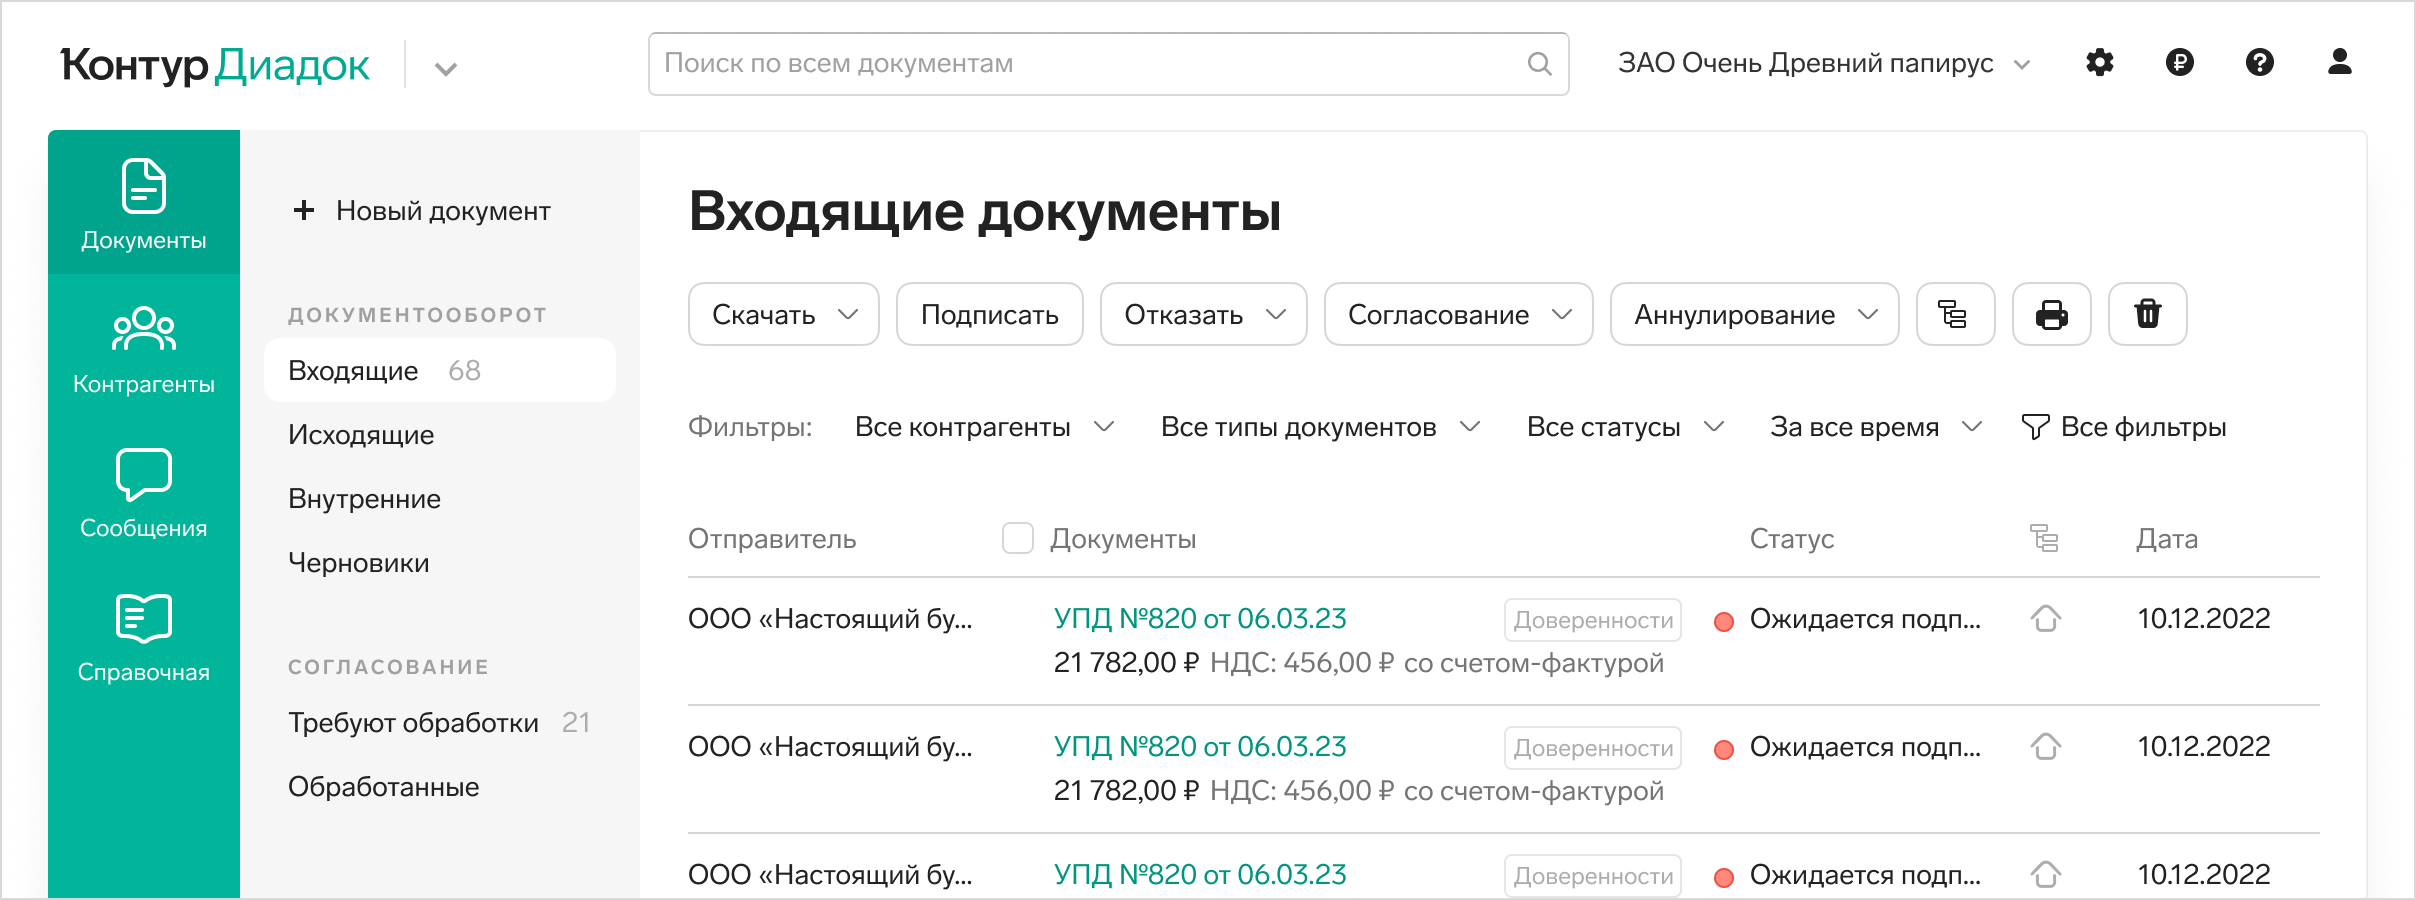 Контур Диадок
Поиск по всем документам
ЗАО Очень Древний папирус
Документы
Контрагенты
Сообщения
Справочная
+ Новый документ
ДОКУМЕНТООБОРОТ
Входящие 68
Исходящие
Внутренние
Черновики
СОГЛАСОВАНИЕ
Требуют обработки 21
Обработанные
Входящие документы
Скачать Подписать Отказать Согласование Аннулирование
Фильтры: Все контрагенты Все типы документов Все статусы За все время Все фильтры
Отправитель Документы Статус Дата
ООО «Настоящий бу... УПД №820 от 06.03.23 Доверенности Ожидается подп... 10.12.2022
21 782,00 ₽ НДС: 456,00 ₽ со счетом-фактурой
ООО «Настоящий бу... УПД №820 от 06.03.23 Доверенности Ожидается подп... 10.12.2022
21 782,00 ₽ НДС: 456,00 ₽ со счетом-фактурой
ООО «Настоящий бу... УПД №820 от 06.03.23 Доверенности Ожидается подп... 10.12.2022